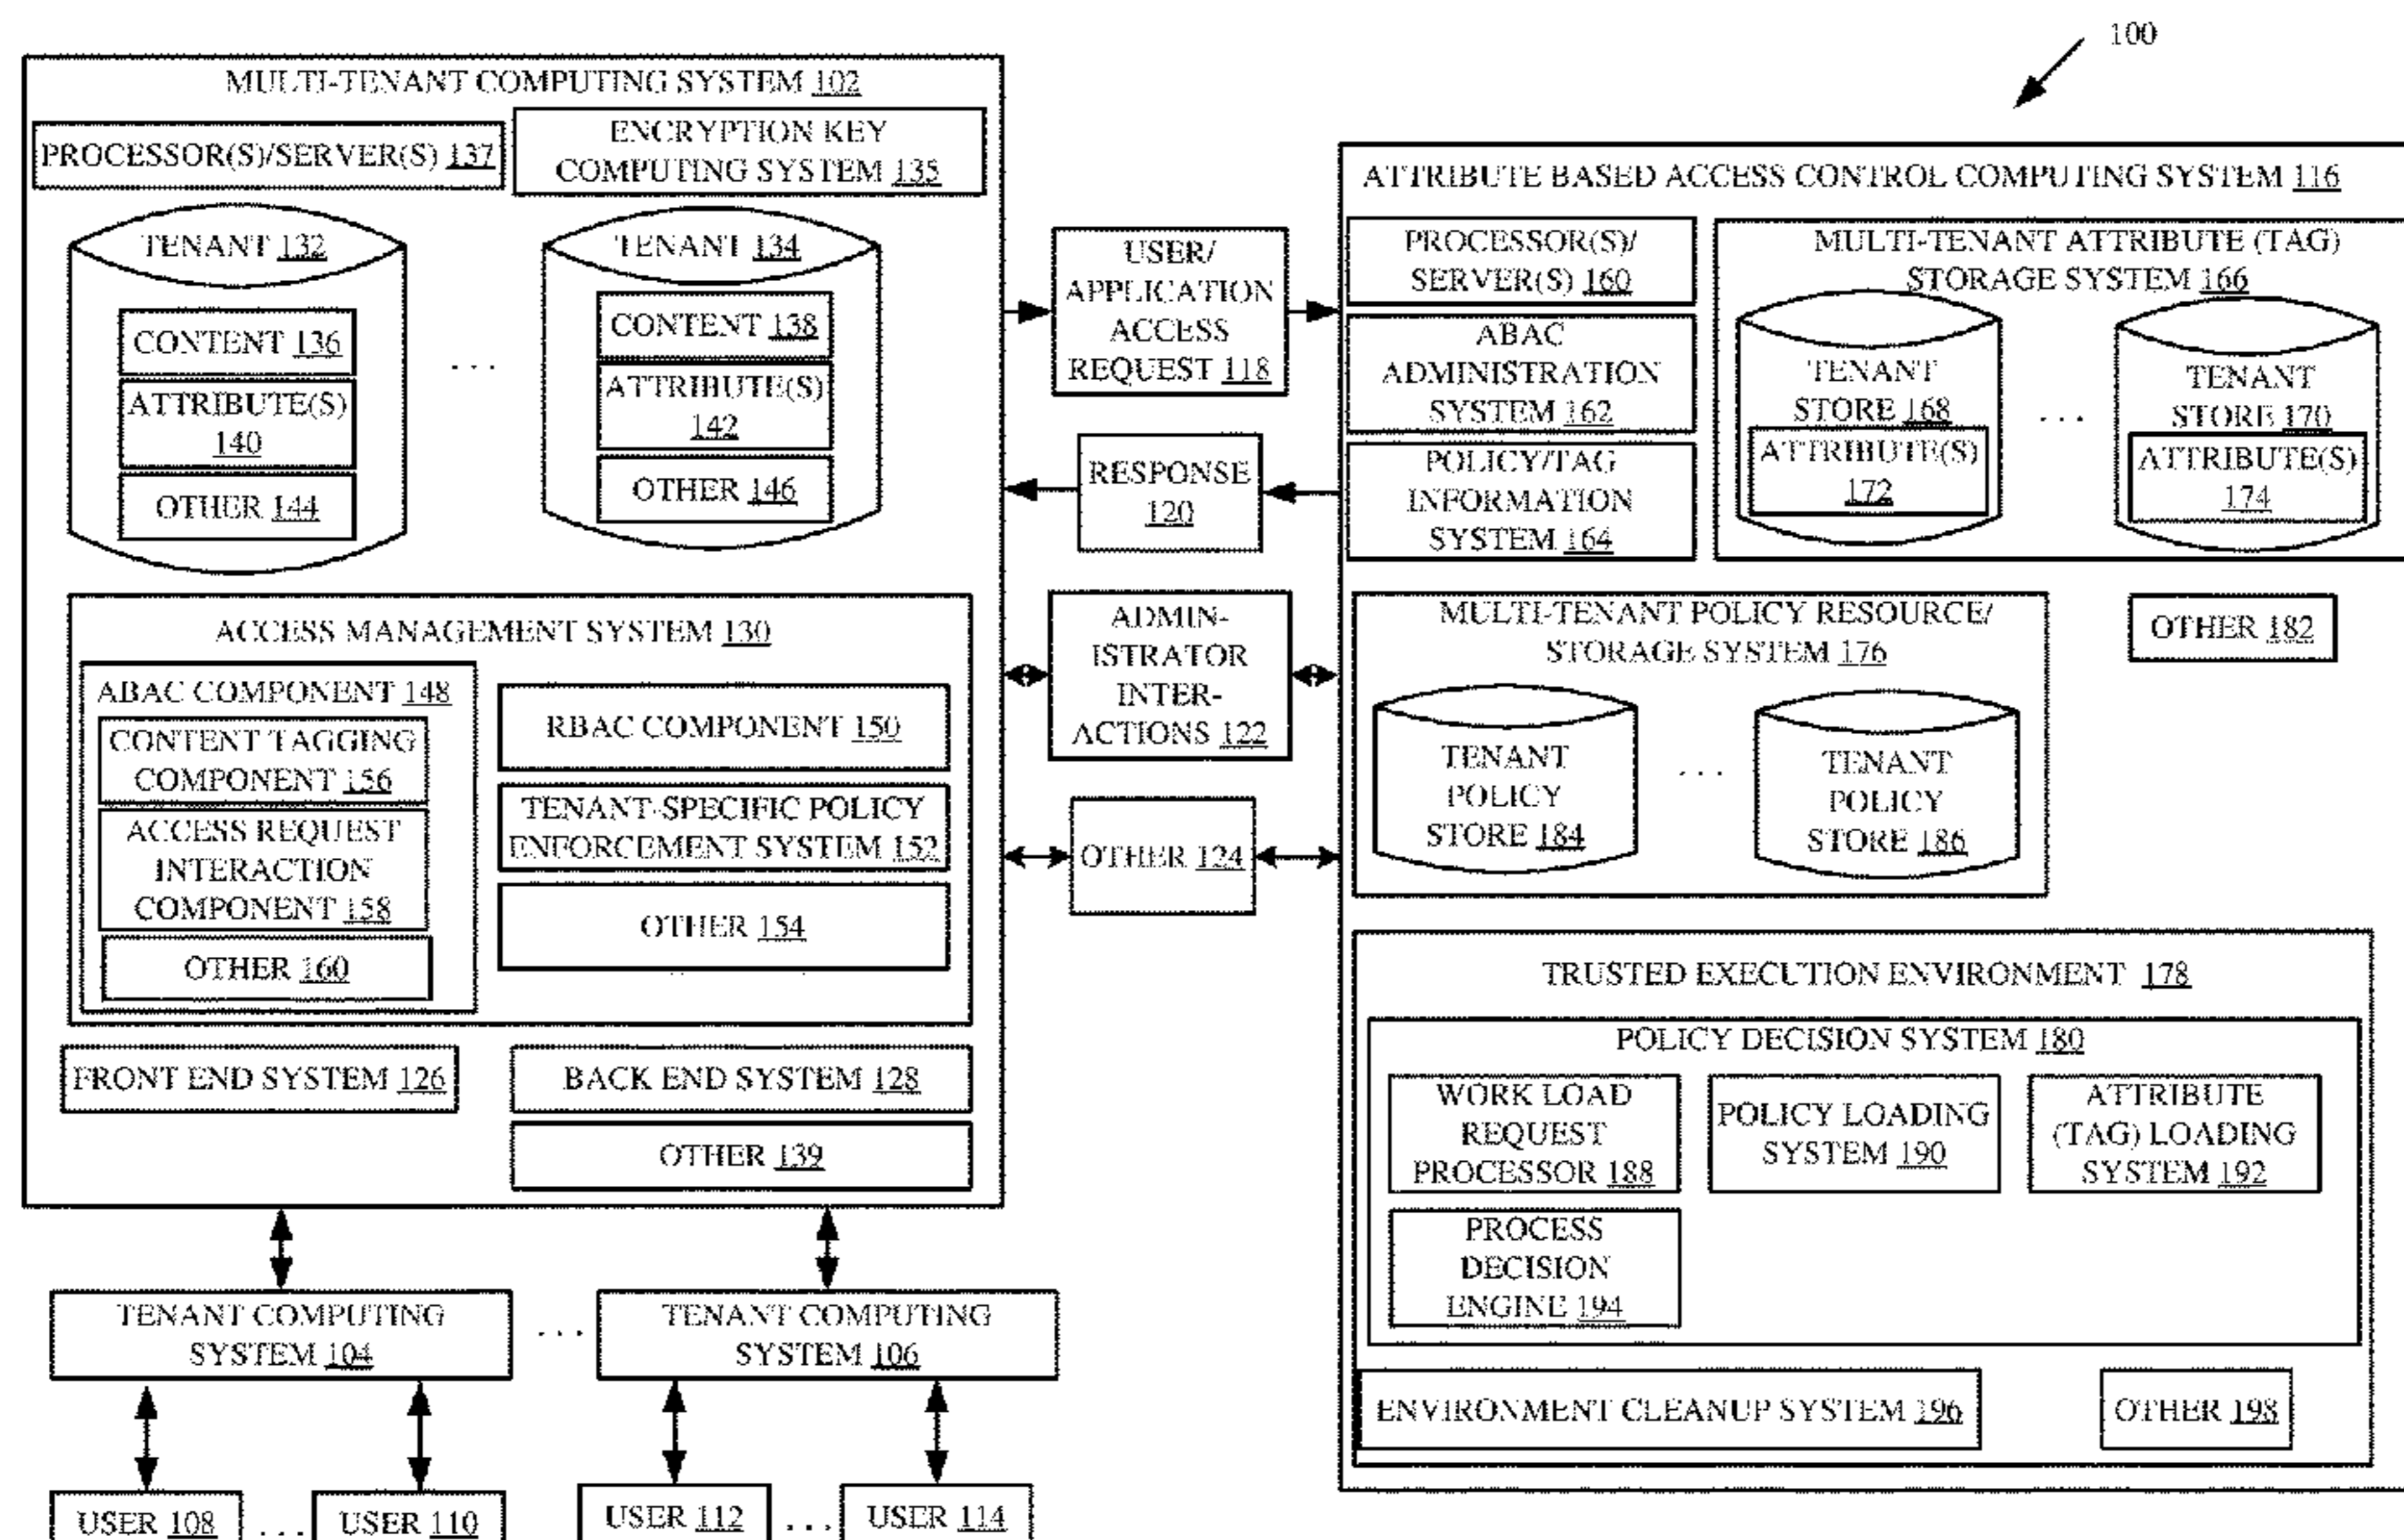 100
MULTI-TENANT COMPUTING SYSTEM 102
PROCESSOR(S)/SERVER(S) 137
ENCRYPTION KEY
COMPUTING SYSTEM 135
TENANT 132
CONTENT 136
ATTRIBUTE(S)
140
OTHER 144
. . .
TENANT 134
CONTENT 138
ATTRIBUTE(S)
142
OTHER 146
ACCESS MANAGEMENT SYSTEM 130
ABAC COMPONENT 148
CONTENT TAGGING
COMPONENT 156
ACCESS REQUEST
INTERACTION
COMPONENT 158
OTHER 160
RBAC COMPONENT 150
TENANT-SPECIFIC POLICY
ENFORCEMENT SYSTEM 152
OTHER 154
FRONT END SYSTEM 126
BACK END SYSTEM 128
OTHER 139
TENANT COMPUTING
SYSTEM 104
. . .
TENANT COMPUTING
SYSTEM 106
USER 108
. . .
USER 110
USER 112
. . .
USER 114
USER/
APPLICATION
ACCESS
REQUEST 118
RESPONSE
120
ADMIN-
ISTRATOR
INTER-
ACTIONS 122
OTHER 124
ATTRIBUTE BASED ACCESS CONTROL COMPUTING SYSTEM 116
PROCESSOR(S)/
SERVER(S) 160
ABAC
ADMINISTRATION
SYSTEM 162
POLICY/TAG
INFORMATION
SYSTEM 164
MULTI-TENANT ATTRIBUTE (TAG)
STORAGE SYSTEM 166
TENANT
STORE 168
ATTRIBUTE(S)
172
. . .
TENANT
STORE 170
ATTRIBUTE(S)
174
MULTI-TENANT POLICY RESOURCE/
STORAGE SYSTEM 176
TENANT
POLICY
STORE 184
. . .
TENANT
POLICY
STORE 186
OTHER 182
TRUSTED EXECUTION ENVIRONMENT 178
POLICY DECISION SYSTEM 180
WORK LOAD
REQUEST
PROCESSOR 188
POLICY LOADING
SYSTEM 190
ATTRIBUTE
(TAG) LOADING
SYSTEM 192
PROCESS
DECISION
ENGINE 194
ENVIRONMENT CLEANUP SYSTEM 196
OTHER 198